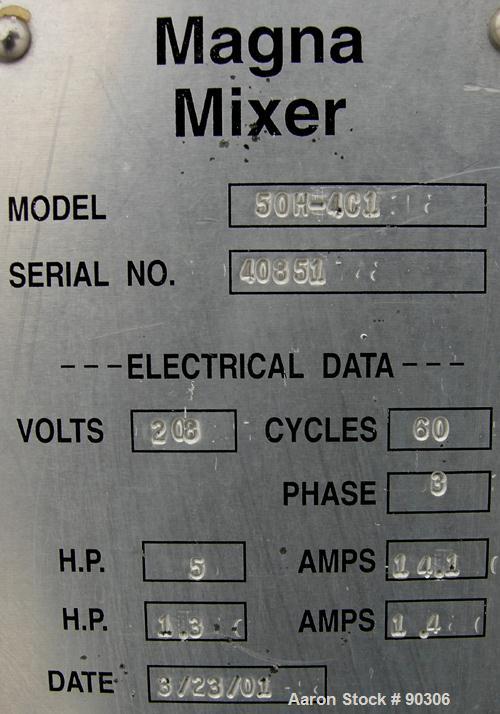 Magna
Mixer
MODEL 50H-4C1
SERIAL NO. 40851
---ELECTRICAL DATA---
VOLTS 208 CYCLES 60
PHASE 3
H.P. 5 AMPS 14.1
H.P. 1.3 AMPS 1.4
DATE 3/23/01
Aaron Stock # 90306